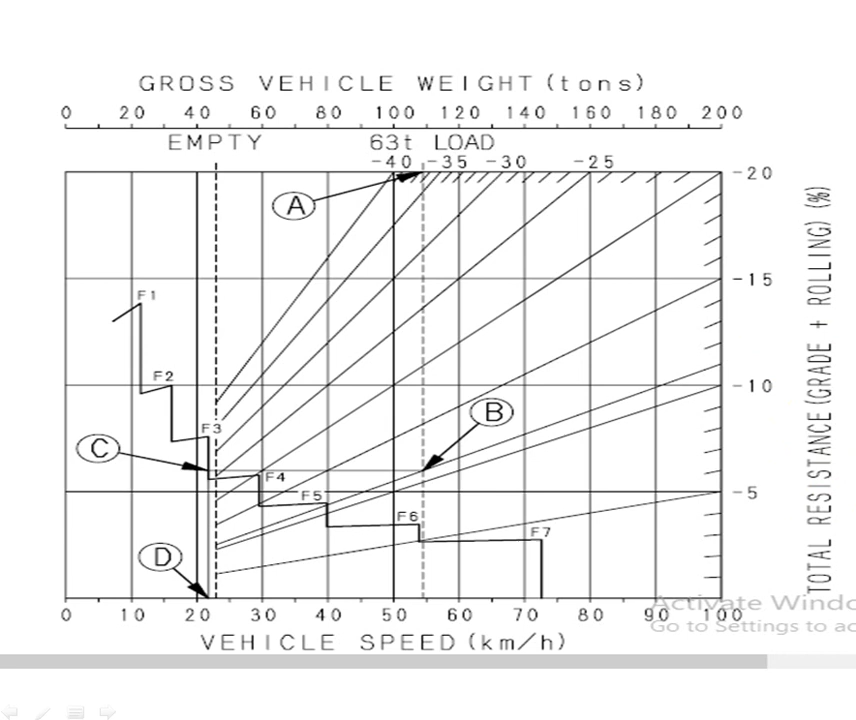 GROSS VEHICLE WEIGHT (tons)
0 20 40 60 80 100 120 140 160 180 200
EMPTY 63t LOAD
-40 -35 -30 -25 -20
A
-15
F1
F2 -10
B
F3
C
F4
F5 -5
F6
F7
D
0 10 20 30 40 50 60 70 80 90 100
VEHICLE SPEED (km/h)
TOTAL RESISTANCE (GRADE + ROLLING) (%)
Activate Windo
Go to Settings to ac